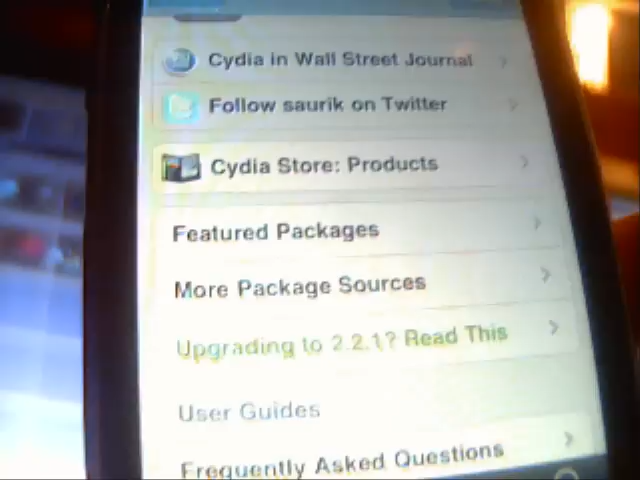 Cydia in Wall Street Journal
Follow saurik on Twitter
Cydia Store: Products
Featured Packages
More Package Sources
Upgrading to 2.2.1? Read This
User Guides
Frequently Asked Questions